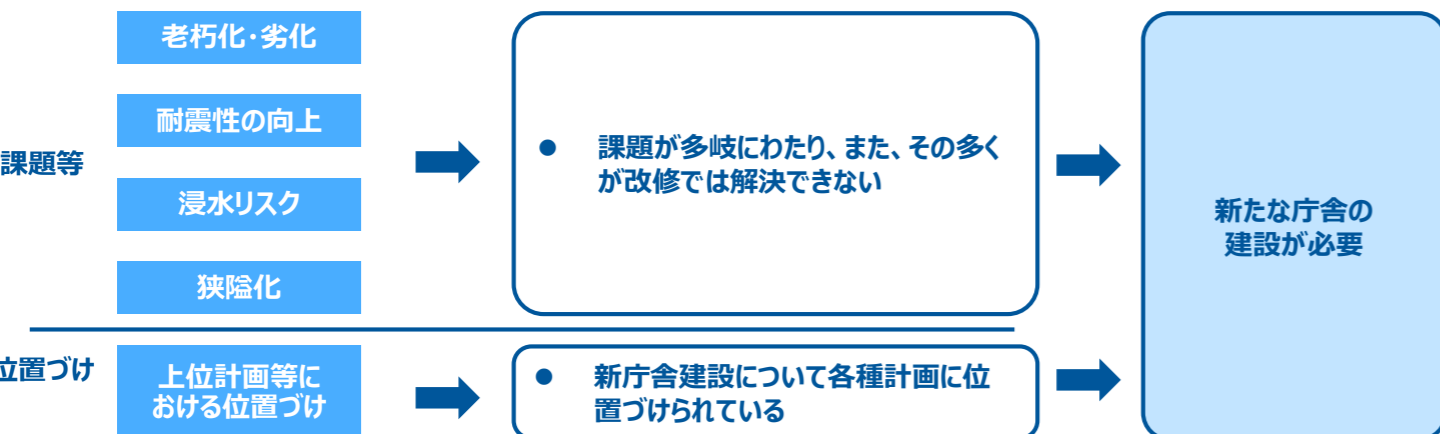 課題等
老朽化・劣化
耐震性の向上
浸水リスク
狭隘化
● 課題が多岐にわたり、また、その多く
が改修では解決できない
位置づけ
上位計画等に
おける位置づけ
● 新庁舎建設について各種計画に位
置づけられている
新たな庁舎の
建設が必要